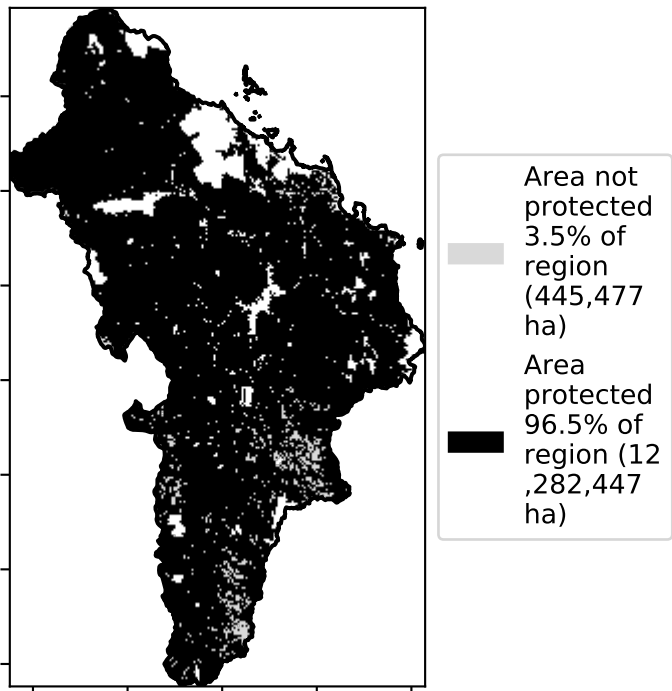 Area not
protected
3.5% of
region
(445,477
ha)
Area
protected
96.5% of
region (12
,282,447
ha)